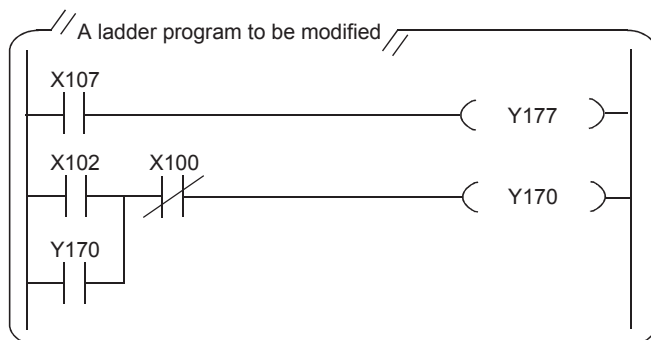 A ladder program to be modified
X107
Y177
X102 X100
Y170
Y170